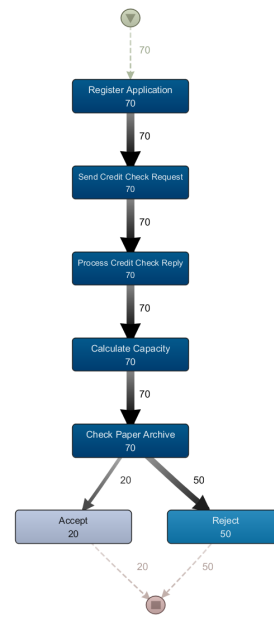 70
Register Application
70
70
Send Credit Check Request
70
70
Process Credit Check Reply
70
70
Calculate Capacity
70
70
Check Paper Archive
70
20
50
Accept
20
Reject
50
20
50